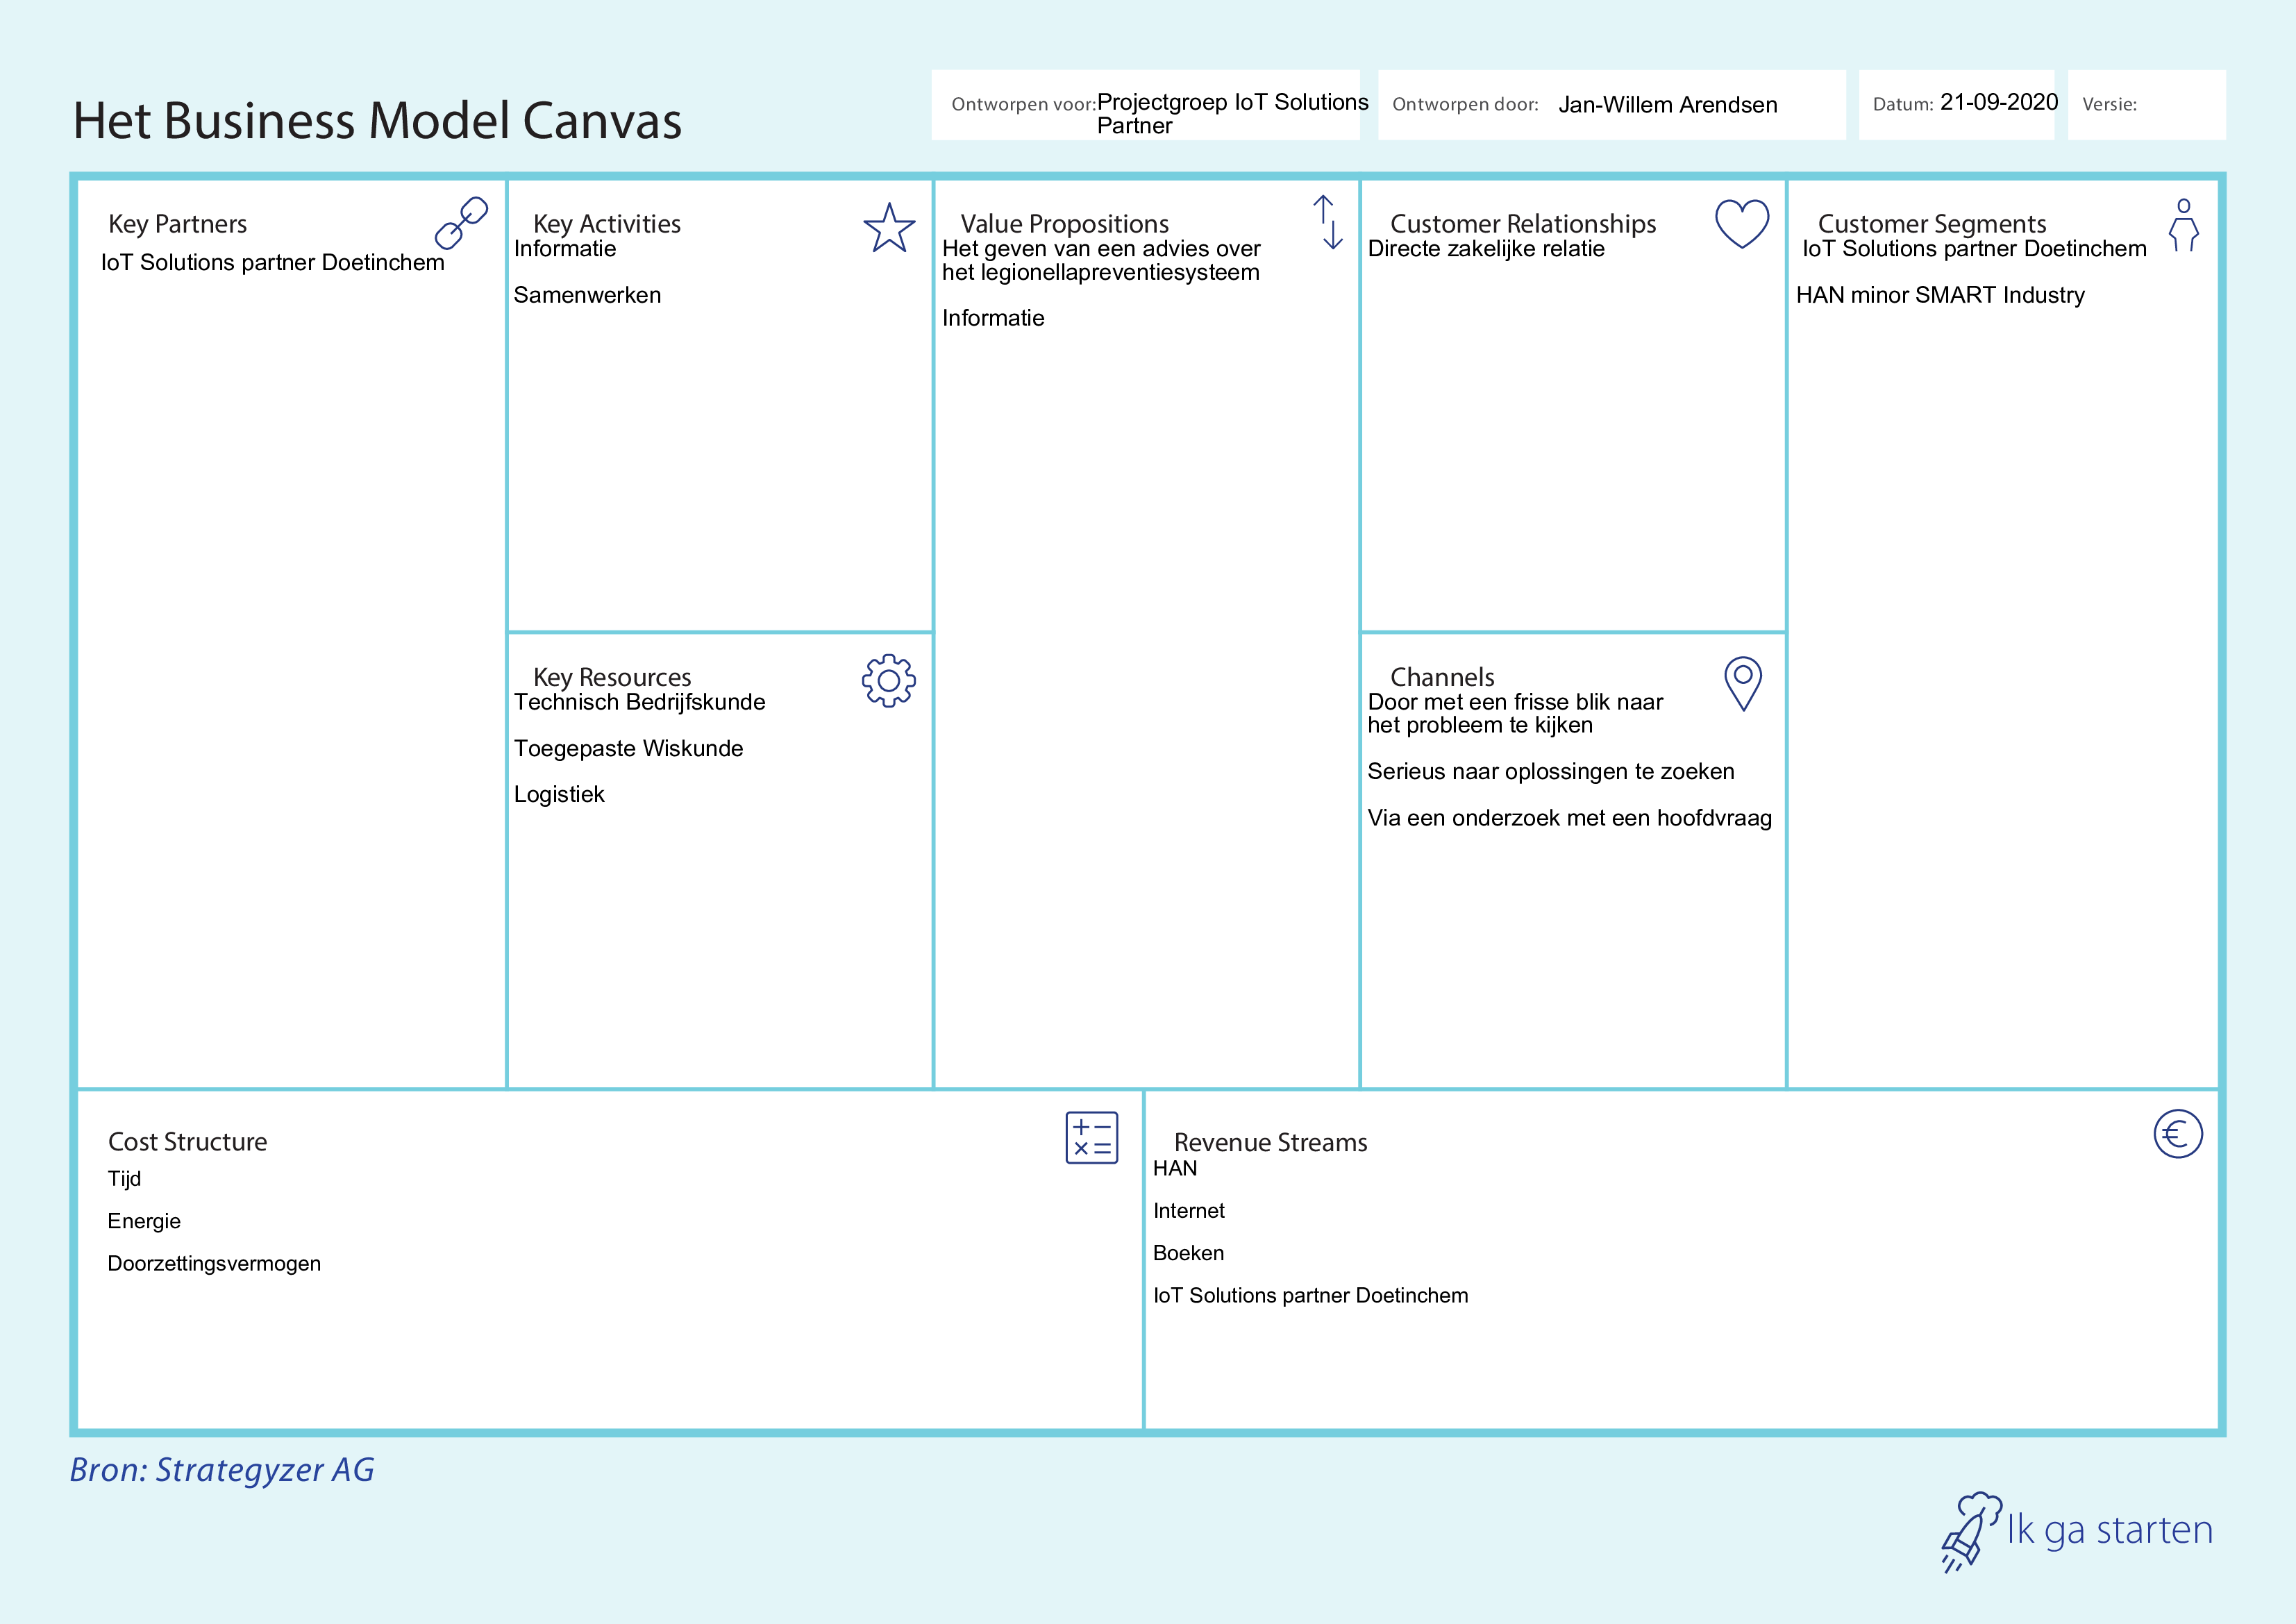 Het Business Model Canvas
Ontworpen voor: Projectgroep IoT Solutions
Partner
Ontworpen door: Jan-Willem Arendsen
Datum: 21-09-2020
Versie:
Key Partners
IoT Solutions partner Doetinchem
Key Activities
Informatie
Samenwerken
Key Resources
Technisch Bedrijfskunde
Toegepaste Wiskunde
Logistiek
Value Propositions
Het geven van een advies over
het legionellapreventiesysteem
Informatie
Customer Relationships
Directe zakelijke relatie
Channels
Door met een frisse blik naar
het probleem te kijken
Serieus naar oplossingen te zoeken
Via een onderzoek met een hoofdvraag
Customer Segments
IoT Solutions partner Doetinchem
HAN minor SMART Industry
Cost Structure
Tijd
Energie
Doorzettingsvermogen
Revenue Streams
HAN
Internet
Boeken
IoT Solutions partner Doetinchem
Bron: Strategyzer AG
Ik ga starten